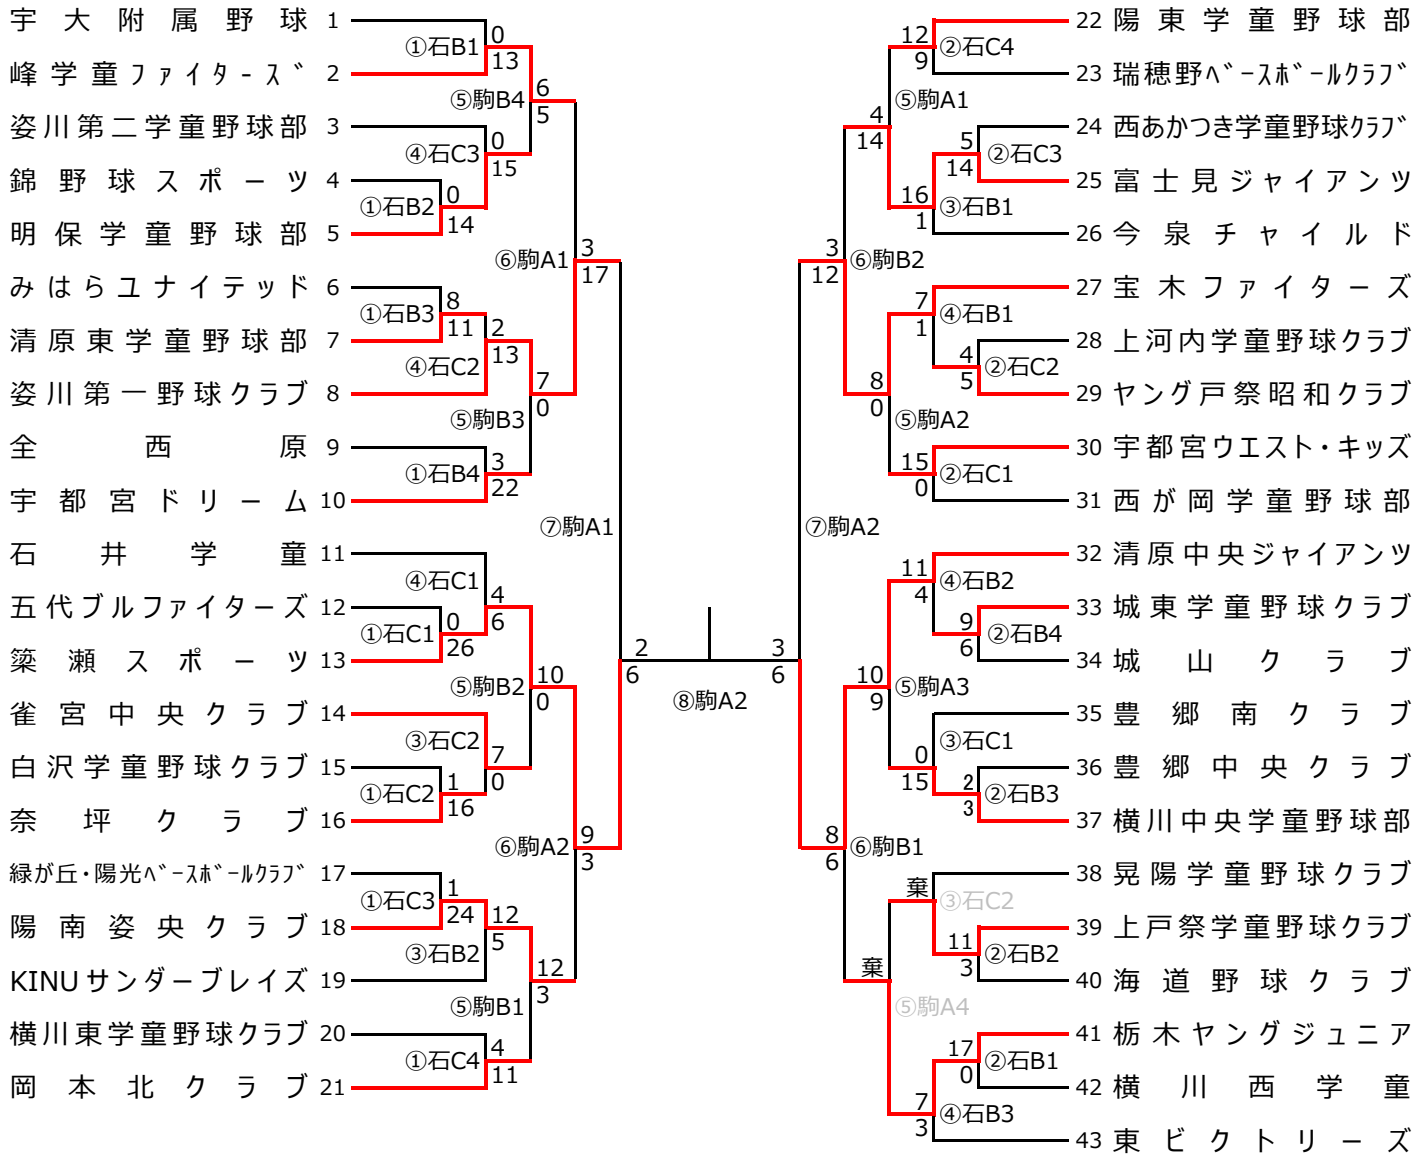 宇大附属野球 1
峰学童ファイターズ 2
姿川第二学童野球部 3
錦野球スポーツ 4
明保学童野球部 5
みはらユナイテッド 6
清原東学童野球部 7
姿川第一野球クラブ 8
全西原 9
宇都宮ドリーム 10
石井学童 11
五代ブルファイターズ 12
簗瀬スポーツ 13
雀宮中央クラブ 14
白沢学童野球クラブ 15
奈坪クラブ 16
緑が丘・陽光ベースボールクラブ 17
陽南姿央クラブ 18
KINUサンダーブレイズ 19
横川東学童野球クラブ 20
岡本北クラブ 21
①石B1 0 13
④石C3 0 15
①石B2 0 14
⑤駒B4 6 5
①石B3 8 11
④石C2 2 13
①石B4 3 22
⑤駒B3 7 0
⑥駒A1 3 17
④石C1 4 6
①石C1 0 26
③石C2 7 0
①石C2 1 16
⑤駒B2 10 0
①石C3 1 24
③石B2 12 5
①石C4 4 11
⑤駒B1 12 3
⑥駒A2 9 3
⑦駒A1 2 6
⑧駒A2
⑦駒A2 3 6
12 9 ②石C4
5 14 ②石C3
16 1 ③石B1
4 14 ⑤駒A1
7 1 ④石B1
4 5 ②石C2
15 0 ②石C1
8 0 ⑤駒A2
3 12 ⑥駒B2
11 4 ④石B2
9 6 ②石B4
0 15 ③石C1
2 3 ②石B3
10 9 ⑤駒A3
棄 ③石C2
11 3 ②石B2
17 0 ②石B1
7 3 ④石B3
棄 ⑤駒A4
8 6 ⑥駒B1
22 陽東学童野球部
23 瑞穂野ベースボールクラブ
24 西あかつき学童野球クラブ
25 富士見ジャイアンツ
26 今泉チャイルド
27 宝木ファイターズ
28 上河内学童野球クラブ
29 ヤング戸祭昭和クラブ
30 宇都宮ウエスト・キッズ
31 西が岡学童野球部
32 清原中央ジャイアンツ
33 城東学童野球クラブ
34 城山クラブ
35 豊郷南クラブ
36 豊郷中央クラブ
37 横川中央学童野球部
38 晃陽学童野球クラブ
39 上戸祭学童野球クラブ
40 海道野球クラブ
41 栃木ヤングジュニア
42 横川西学童
43 東ビクトリーズ